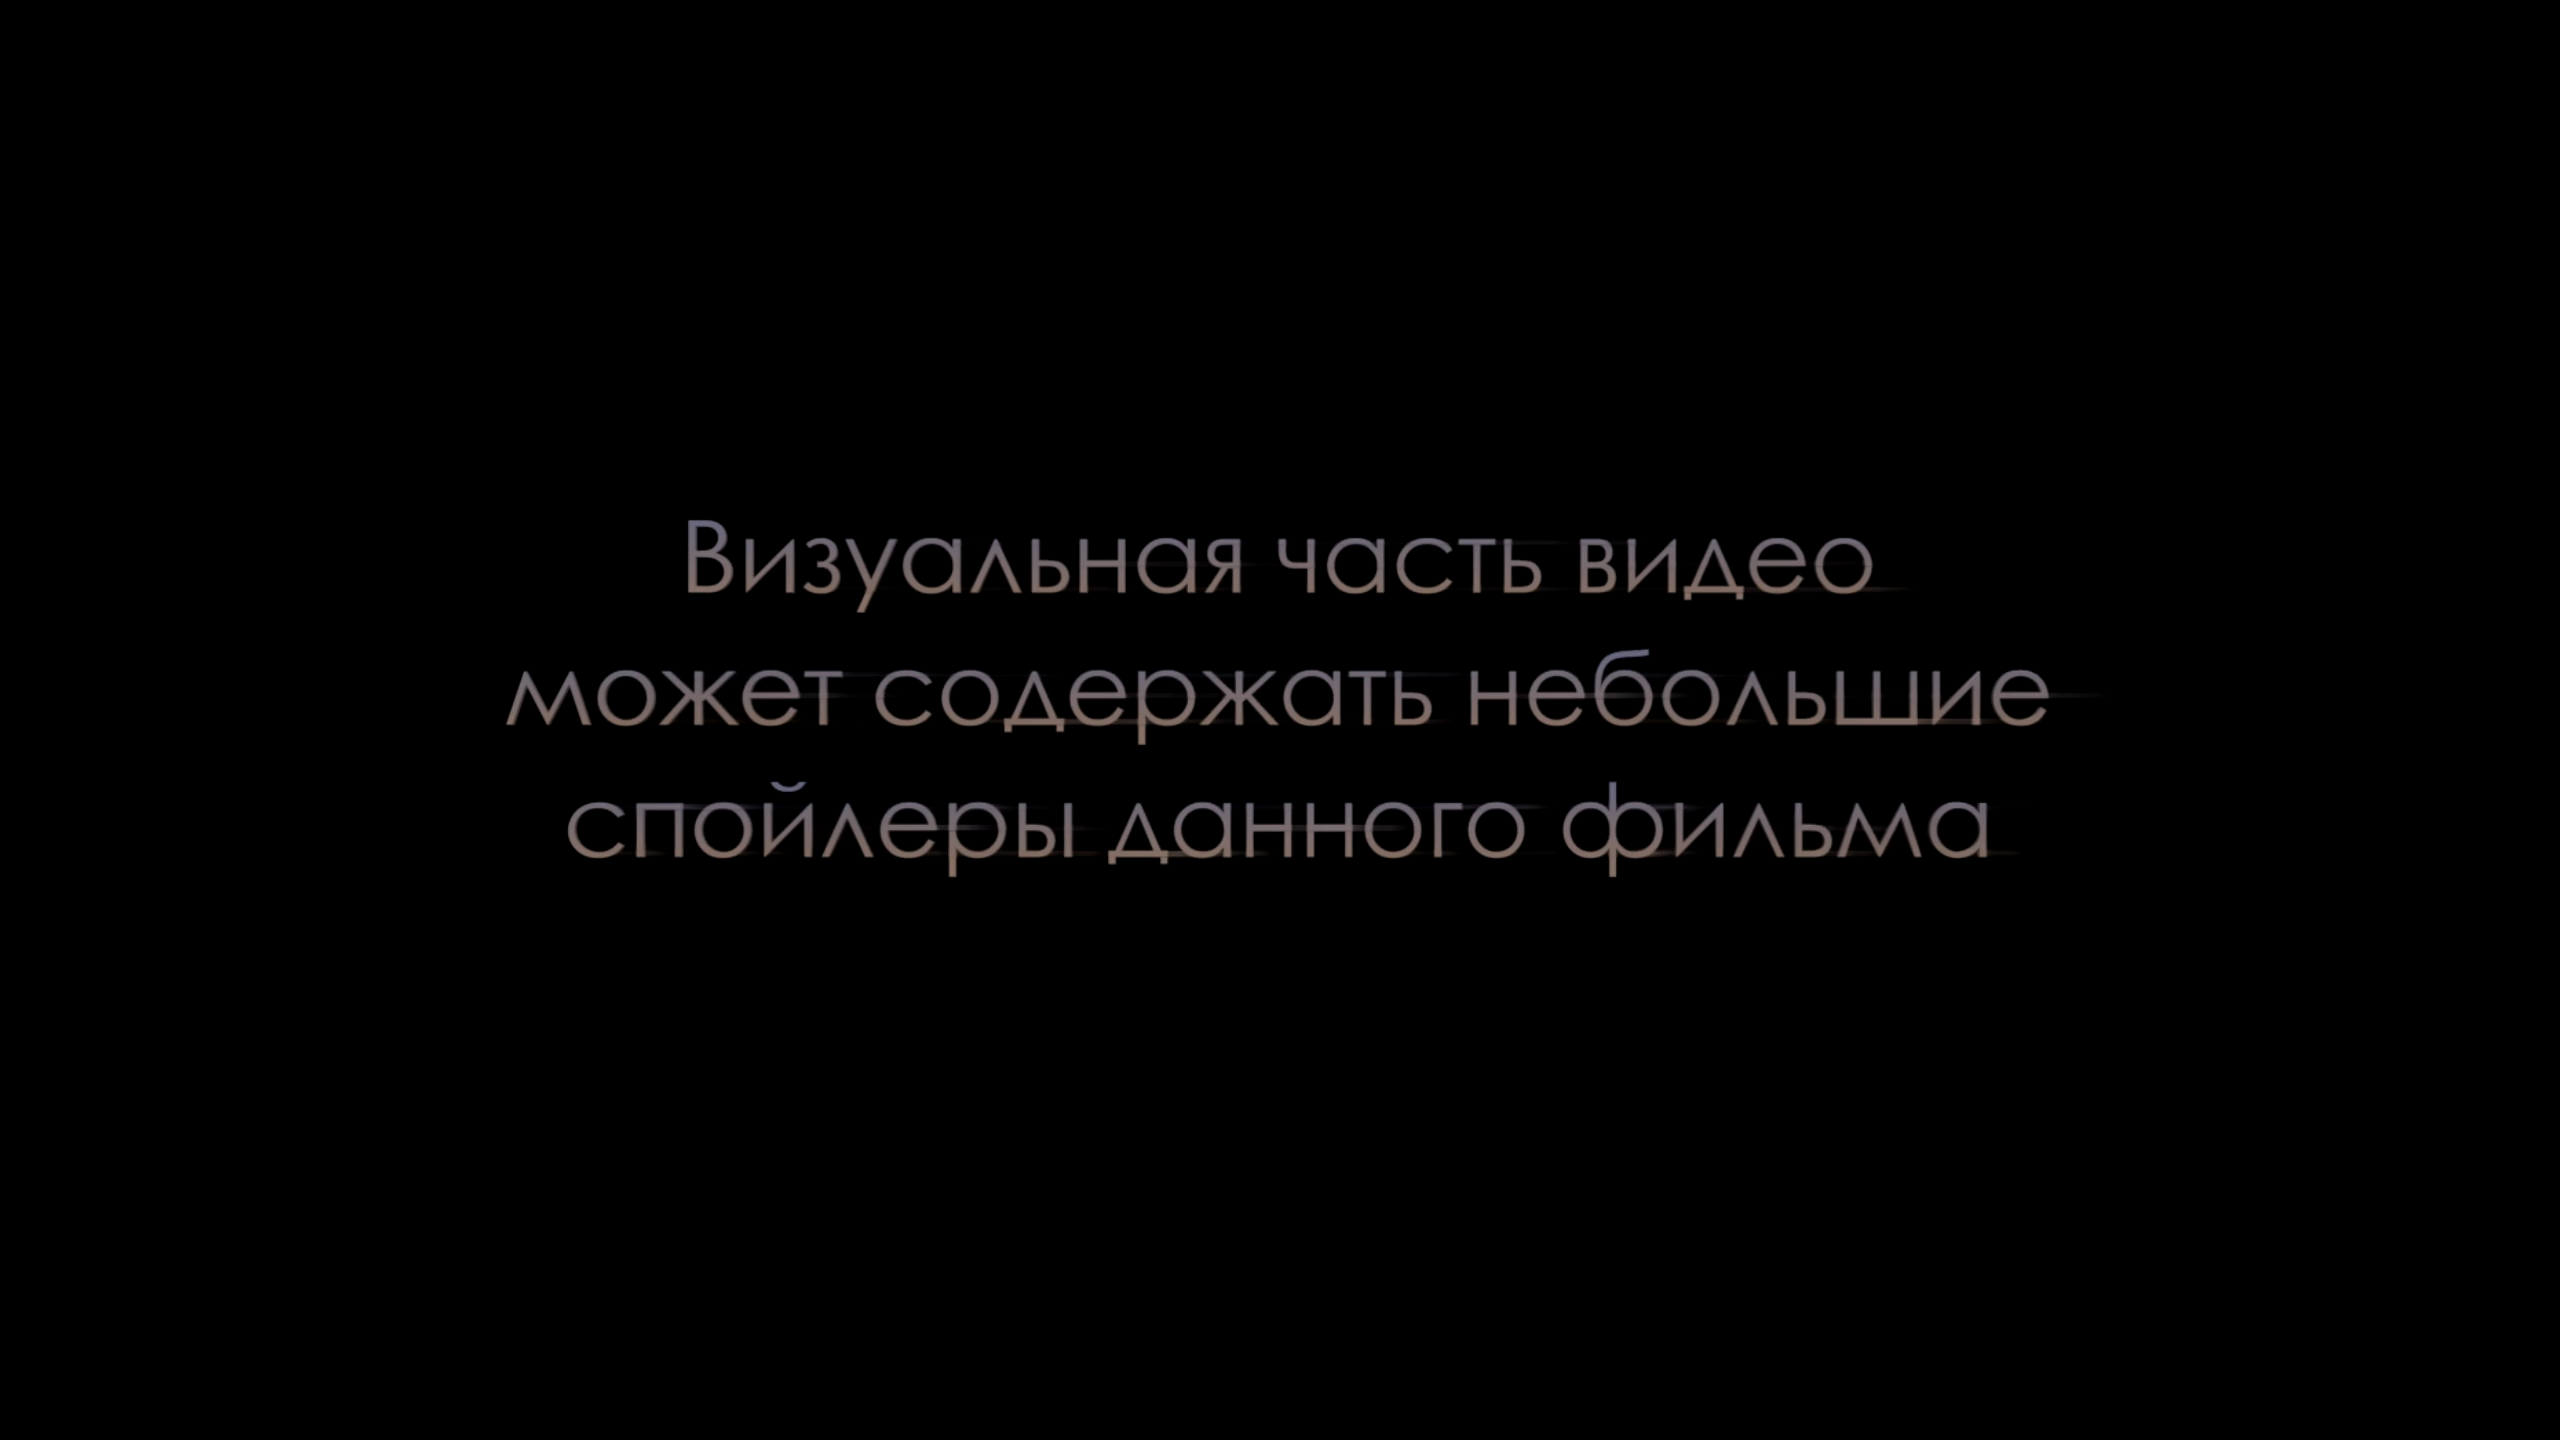 Визуальная часть видео
может содержать небольшие
спойлеры данного фильма